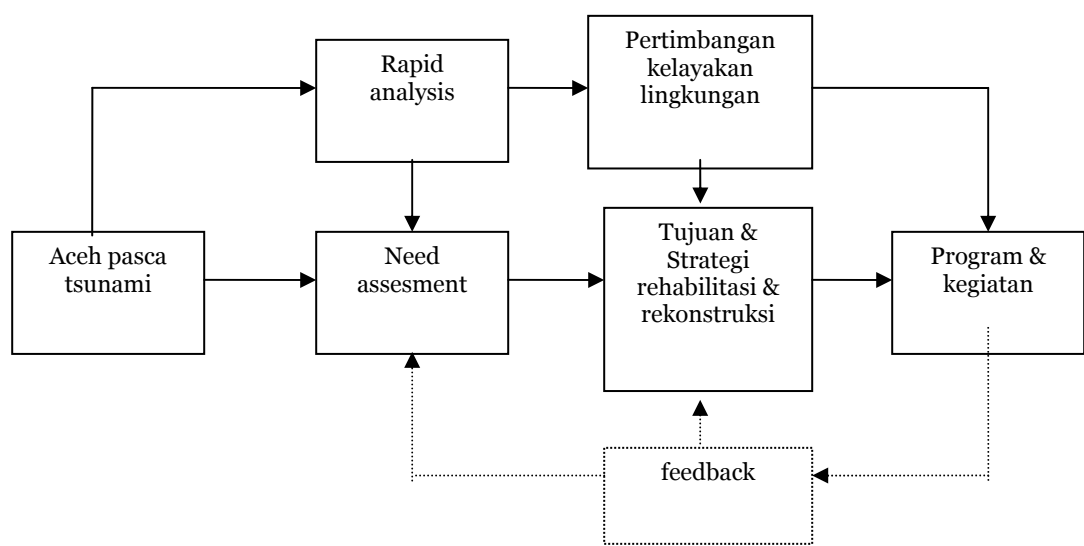 Rapid
analysis
Pertimbangan
kelayakan
lingkungan
Aceh pasca
tsunami
Need
assesment
Tujuan &
Strategi
rehabilitasi &
rekonstruksi
Program &
kegiatan
feedback